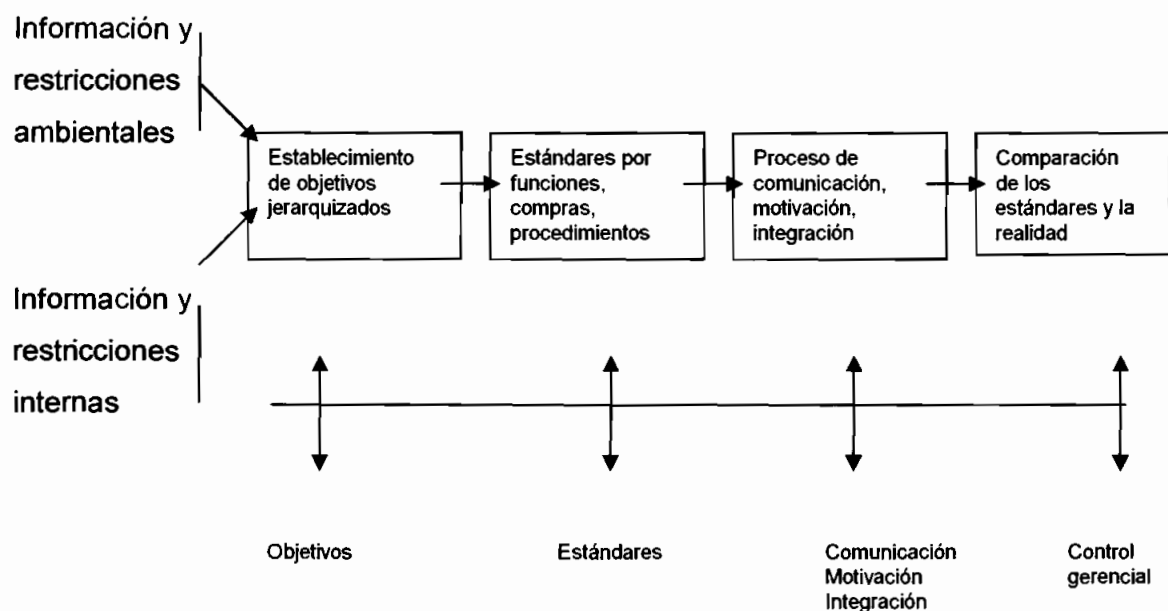 Información y
restricciones
ambientales
Establecimiento
de objetivos
jerarquizados
Estándares por
funciones,
compras,
procedimientos
Proceso de
comunicación,
motivación,
integración
Comparación
de los
estándares y la
realidad
Información y
restricciones
internas
Objetivos
Estándares
Comunicación
Motivación
Integración
Control
gerencial